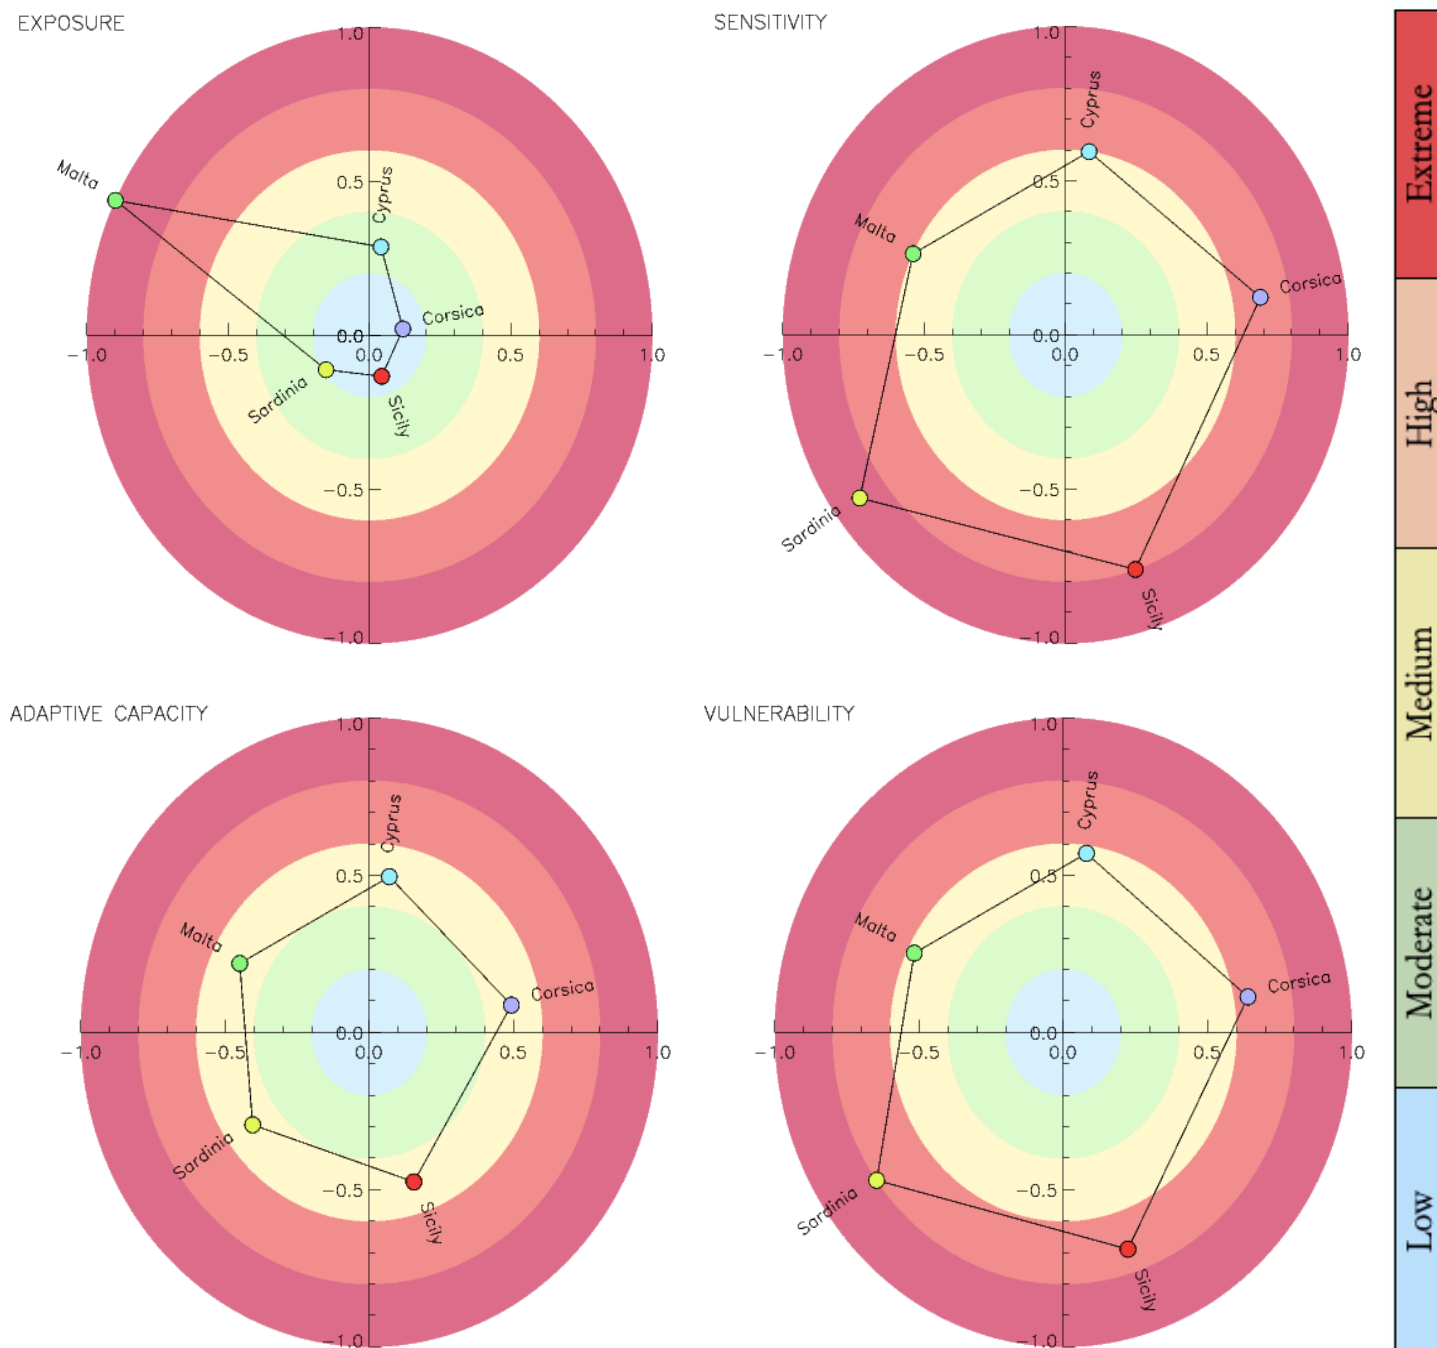 EXPOSURE
1.0
Malta
Cyprus
0.5
Corsica
0.0
−1.0
−0.5
0.0
0.5
1.0
Sardinia
Sicily
−0.5
−1.0
SENSITIVITY
1.0
Cyprus
0.5
Malta
Corsica
0.0
−1.0
−0.5
0.0
0.5
1.0
−0.5
Sardinia
Sicily
−1.0
ADAPTIVE CAPACITY
1.0
Cyprus
0.5
Malta
Corsica
0.0
−1.0
−0.5
0.0
0.5
1.0
Sardinia
−0.5
Sicily
−1.0
VULNERABILITY
1.0
Cyprus
0.5
Malta
Corsica
0.0
−1.0
−0.5
0.0
0.5
1.0
−0.5
Sardinia
Sicily
−1.0
Extreme
High
Medium
Moderate
Low